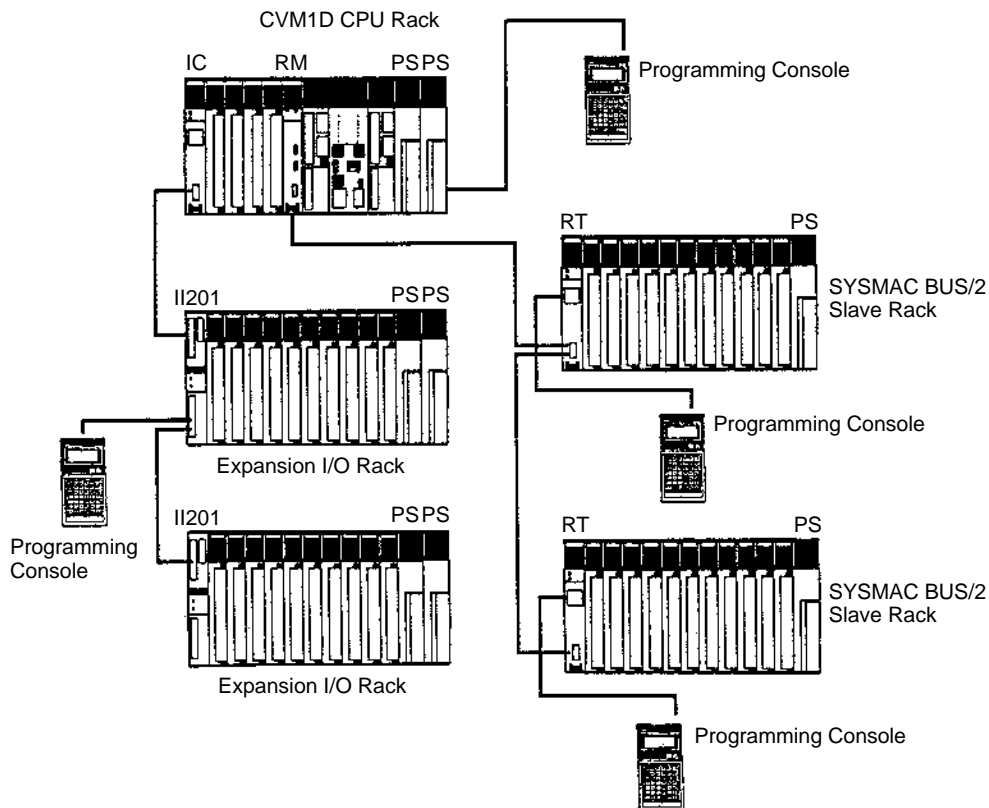 CVM1D CPU Rack
IC RM PS PS
Programming Console
RT PS
SYSMAC BUS/2
Slave Rack
II201 PS PS
Programming Console
Expansion I/O Rack
II201 PS PS
Programming
Console
RT PS
SYSMAC BUS/2
Slave Rack
Expansion I/O Rack
Programming Console